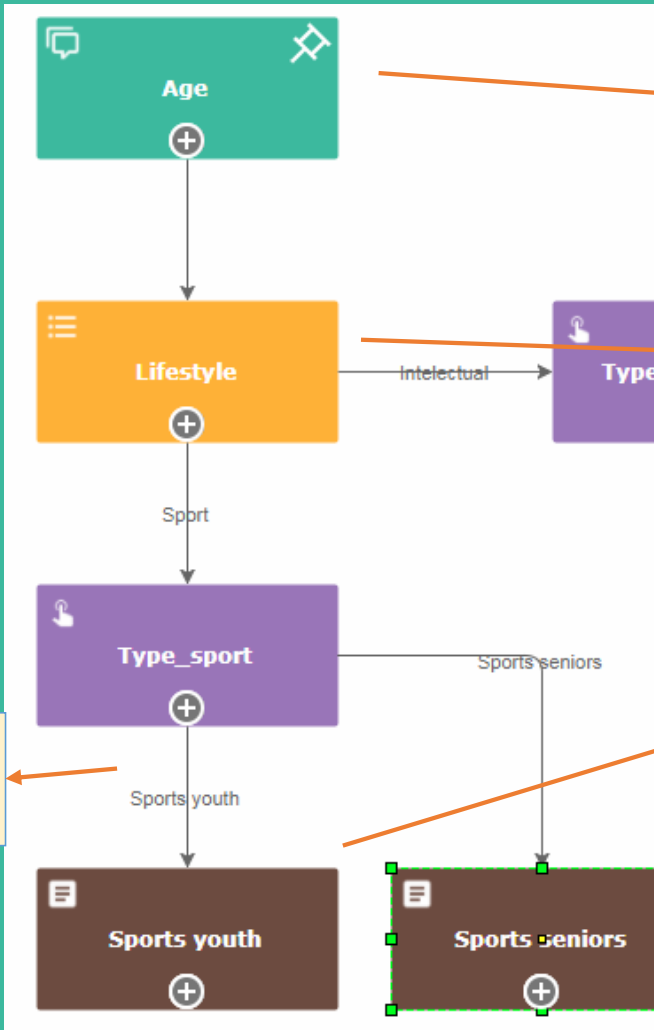 Age
Lifestyle
Intelectual
Type
Sport
Type_sport
Sports seniors
Sports youth
Sports youth
Sports seniors